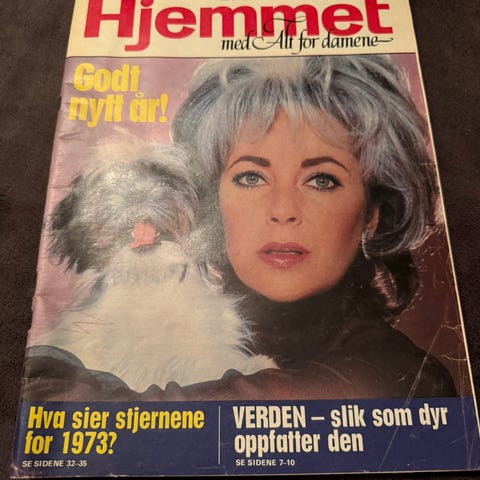 Hjemmet
med Alt for damene
Godt
nytt år!
Hva sier stjernene
for 1973?
SE SIDENE 32-35
VERDEN – slik som dyr
oppfatter den
SE SIDENE 7-10